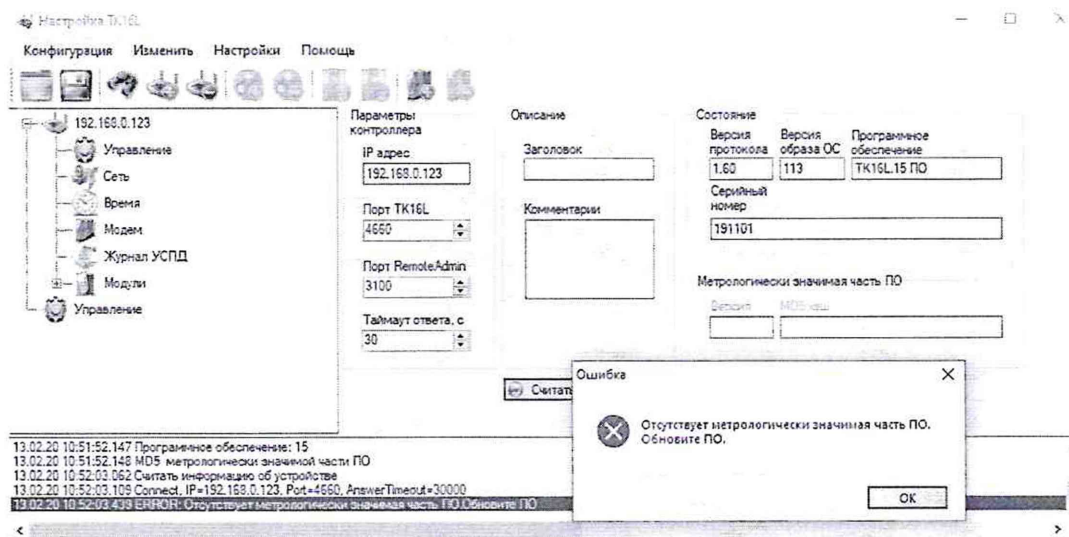 Настройка TK16L
Конфигурация Изменить Настройки Помощь
192.168.0.123
Управление
Сеть
Время
Модем
Журнал УСПД
Модули
Управление
Параметры
контроллера
IP адрес
192.168.0.123
Порт TK16L
4660
Порт RemoteAdmin
3100
Таймаут ответа, с
30
Описание
Заголовок
Комментарии
Состояние
Версия
протокола
1.60
Версия
образа ОС
113
Программное
обеспечение
TK16L.15 ПО
Серийный
номер
191101
Метрологически значимая часть ПО
Версия MD5 хэш
Считать
Ошибка
Отсутствует метрологически значимая часть ПО.
Обновите ПО.
OK
13.02.20 10:51:52.147 Программное обеспечение: 15
13.02.20 10:51:52.148 MD5 метрологически значимой части ПО
13.02.20 10:52:03.062 Считать информацию об устройстве
13.02.20 10:52:03.109 Connect, IP=192.168.0.123, Port=4660, AnswerTimeout=30000
13.02.20 10:52:03.439 ERROR: Отсутствует метрологически значимая часть ПО.Обновите ПО